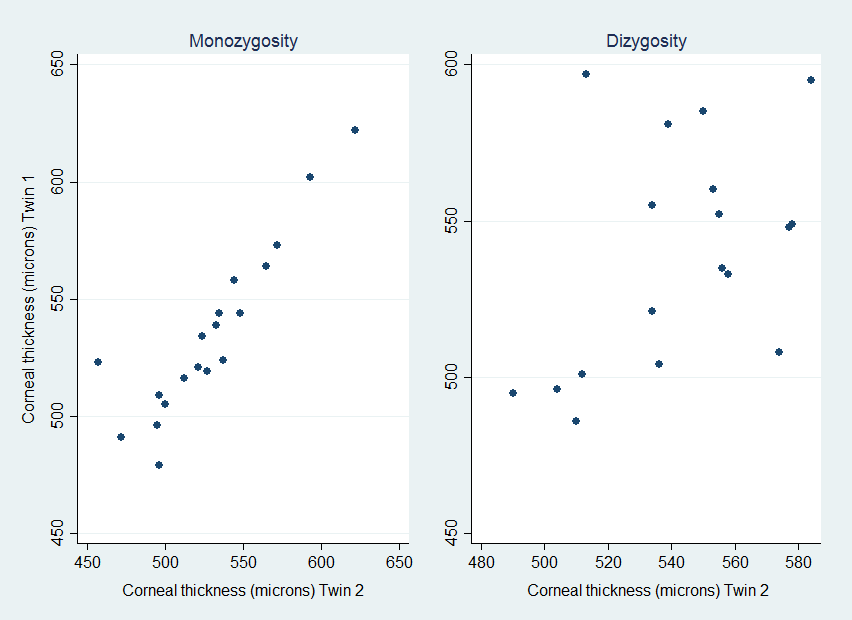 Monozygosity
Dizygosity
Corneal thickness (microns) Twin 1
650
600
550
500
450
450 500 550 600 650
Corneal thickness (microns) Twin 2
600
550
500
450
480 500 520 540 560 580
Corneal thickness (microns) Twin 2